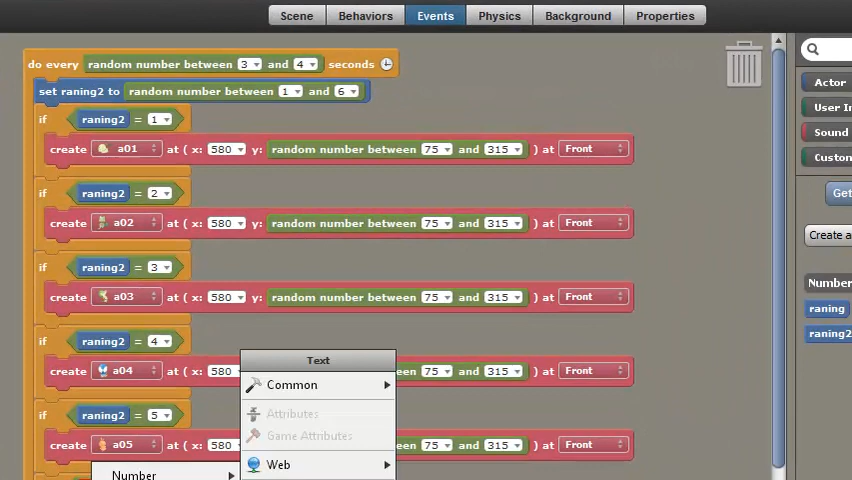 Scene Behaviors Events Physics Background Properties
do every random number between 3 and 4 seconds
set raning2 to random number between 1 and 6
if raning2 = 1
create a01 at ( x: 580 y: random number between 75 and 315 ) at Front
if raning2 = 2
create a02 at ( x: 580 y: random number between 75 and 315 ) at Front
if raning2 = 3
create a03 at ( x: 580 y: random number between 75 and 315 ) at Front
if raning2 = 4
create a04 at ( x: 580 between 75 and 315 ) at Front
if raning2 = 5
create a05 at ( x: 580 between 75 and 315 ) at Front
Text
Common
Attributes
Game Attributes
Web
Number
Actor
User In
Sound
Custon
Get
Create a
Number
raning
raning2